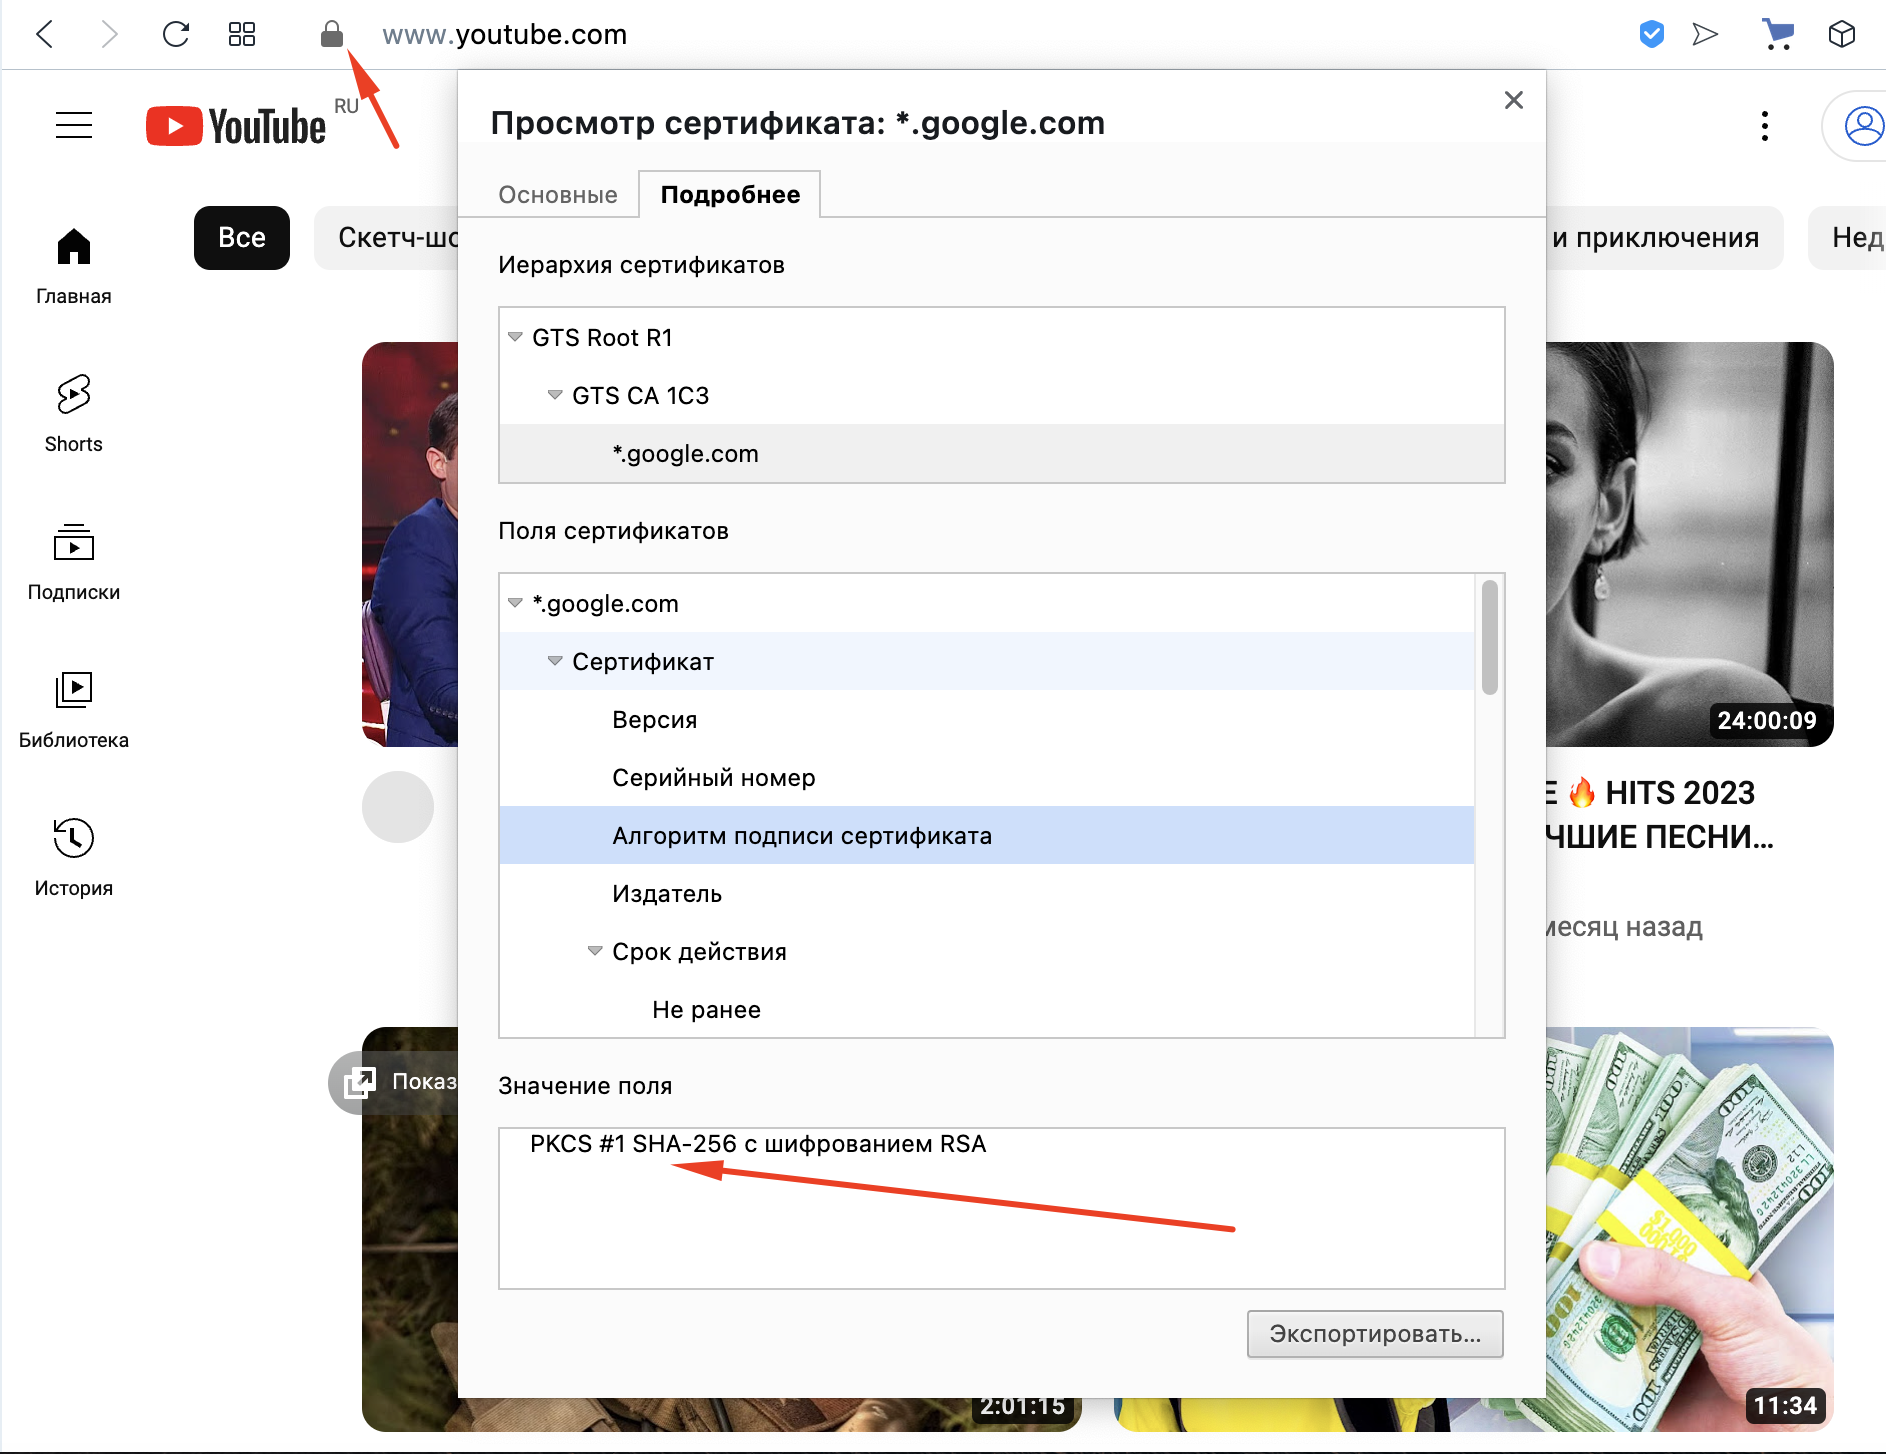 www.youtube.com
YouTube RU
Просмотр сертификата: *.google.com
Основные
Подробнее
Все
Скетч-шо
и приключения
Нед
Главная
Shorts
Подписки
Библиотека
История
Иерархия сертификатов
GTS Root R1
GTS CA 1C3
*.google.com
Поля сертификатов
*.google.com
Сертификат
Версия
Серийный номер
Алгоритм подписи сертификата
Издатель
Срок действия
Не ранее
Значение поля
PKCS #1 SHA-256 с шифрованием RSA
Экспортировать...
24:00:09
E 🔥 HITS 2023
ЧШИЕ ПЕСНИ...
месяц назад
Показ
2:01:15
11:34
$1,000